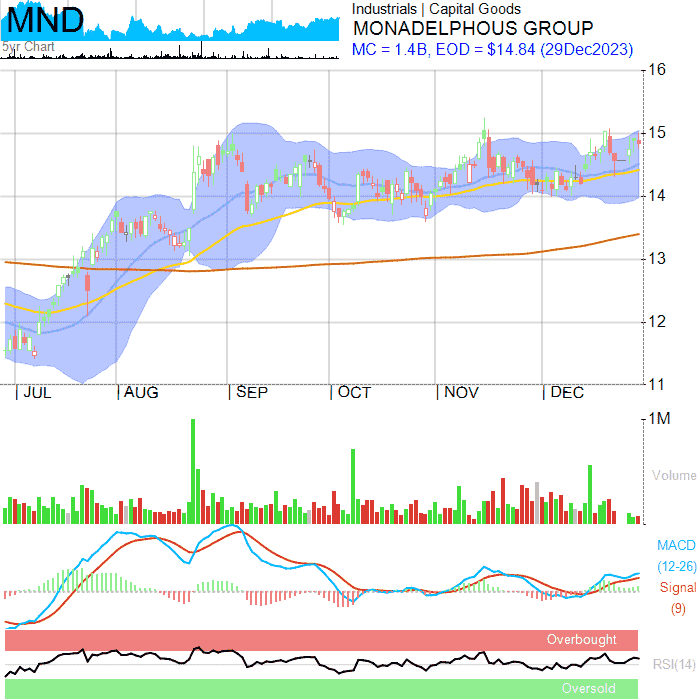 MND
5yr Chart
Industrials | Capital Goods
MONADELPHOUS GROUP
MC = 1.4B, EOD = $14.84 (29Dec2023)
16
15
14
13
12
11
JUL AUG SEP OCT NOV DEC
1M
Volume
MACD
(12-26)
Signal
(9)
Overbought
RSI(14)
Oversold